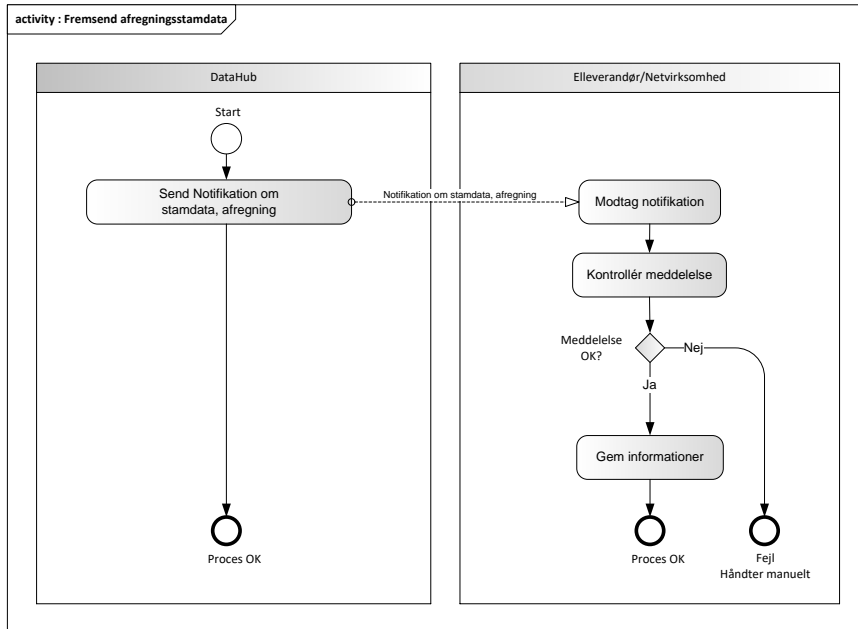 activity : Fremsend afregningsstamdata
DataHub
Elleverandør/Netvirksomhed
Start
Send Notifikation om
stamdata, afregning
Notifikation om stamdata, afregning
Modtag notifikation
Kontrollér meddelelse
Meddelelse
OK?
Nej
Ja
Gem informationer
Proces OK
Proces OK
Fejl
Håndter manuelt